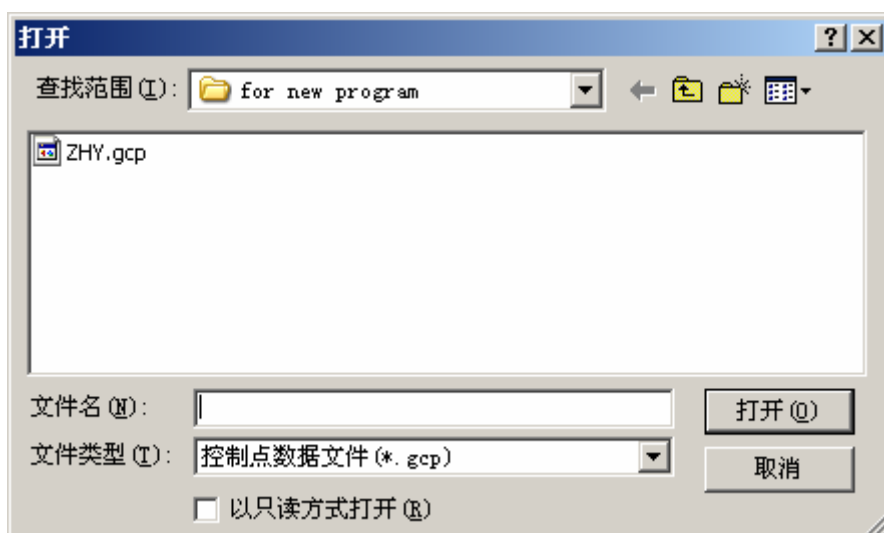 打开
查找范围(I): for new program
ZHY.gcp
文件名(N):
打开(O)
文件类型(T): 控制点数据文件(*.gcp)
取消
以只读方式打开(R)